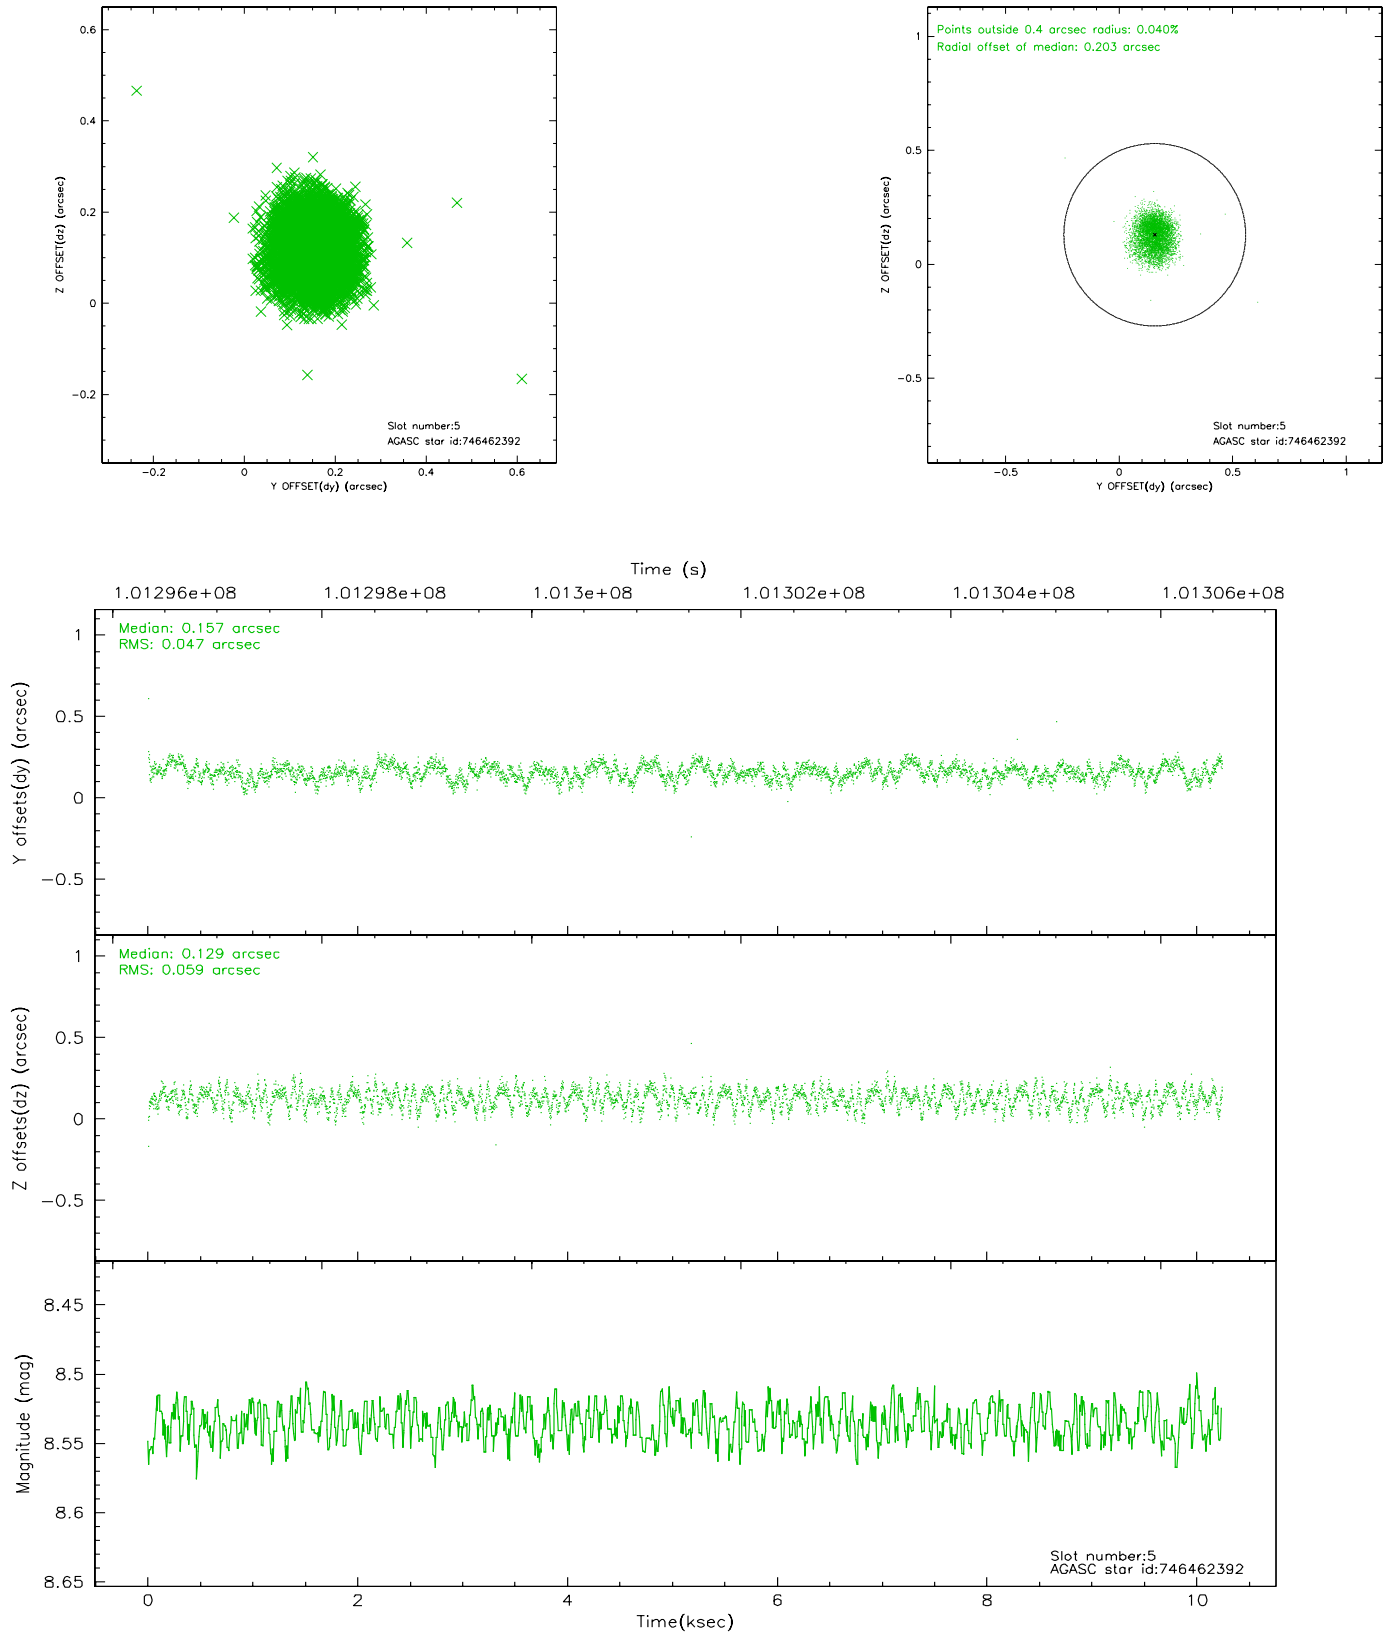 0.6
0.4
0.2
0
−0.2
Z OFFSET(dz) (arcsec)
Slot number:5
AGASC star id:746462392
−0.2 0 0.2 0.4 0.6
Y OFFSET(dy) (arcsec)
Points outside 0.4 arcsec radius: 0.040%
Radial offset of median: 0.203 arcsec
1
0.5
0
−0.5
Z OFFSET(dz) (arcsec)
Slot number:5
AGASC star id:746462392
−0.5 0 0.5 1
Y OFFSET(dy) (arcsec)
Time (s)
1.01296e+08 1.01298e+08 1.013e+08 1.01302e+08 1.01304e+08 1.01306e+08
Median: 0.157 arcsec
RMS: 0.047 arcsec
1
0.5
0
−0.5
Y offsets(dy) (arcsec)
Median: 0.129 arcsec
RMS: 0.059 arcsec
1
0.5
0
−0.5
Z offsets(dz) (arcsec)
8.45
8.5
8.55
8.6
8.65
Magnitude (mag)
Slot number:5
AGASC star id:746462392
0 2 4 6 8 10
Time(ksec)